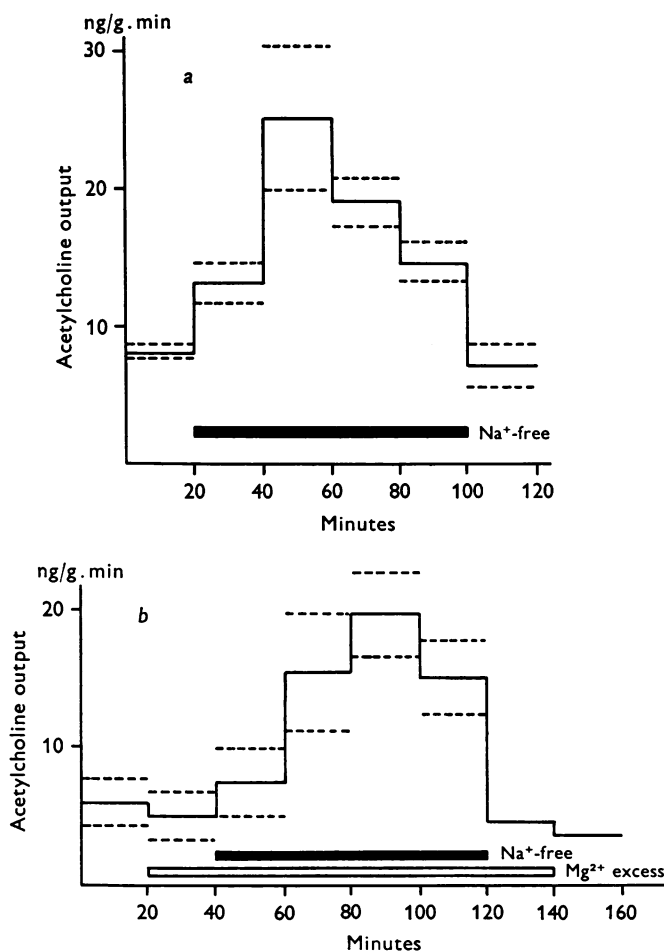 ng/g.min
30
a
20
10
Acetylcholine output
Na⁺-free
20 40 60 80 100 120
Minutes
ng/g.min
b
20
10
Acetylcholine output
Na⁺-free
Mg²⁺ excess
20 40 60 80 100 120 140 160
Minutes